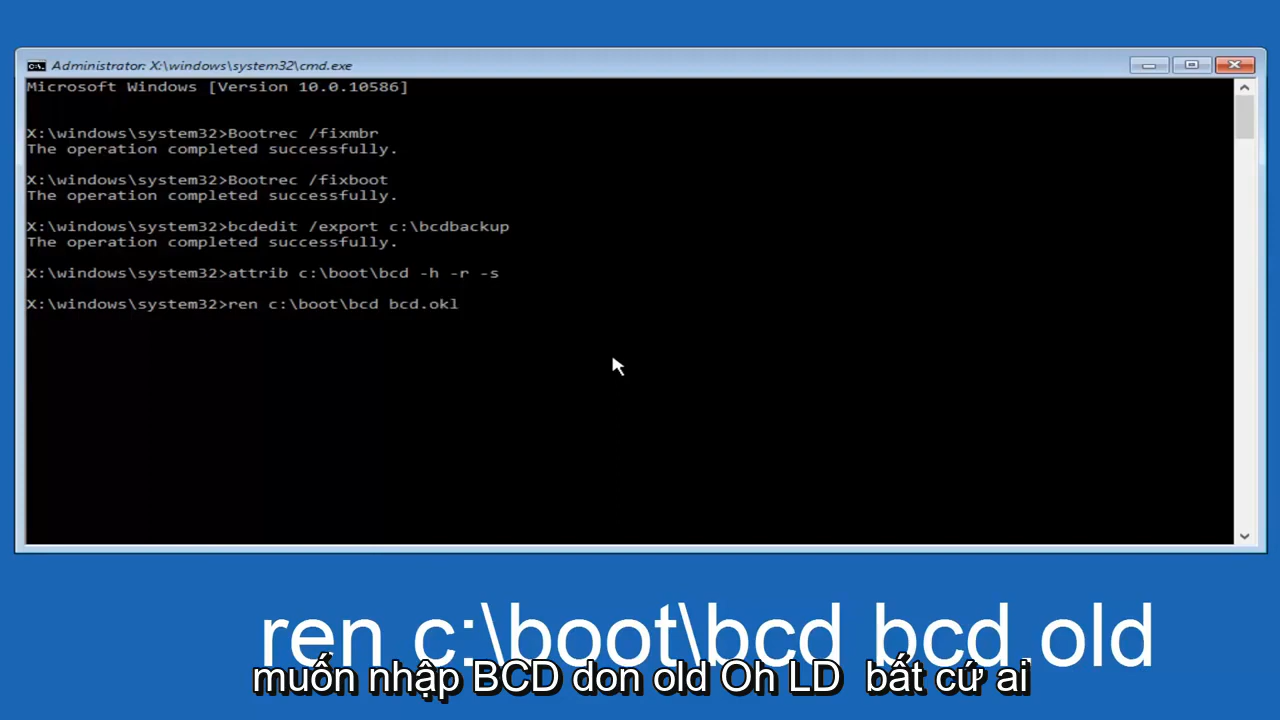 Administrator: X:\windows\system32\cmd.exe
Microsoft Windows [Version 10.0.10586]
X:\windows\system32>Bootrec /fixmbr
The operation completed successfully.
X:\windows\system32>Bootrec /fixboot
The operation completed successfully.
X:\windows\system32>bcdedit /export c:\bcdbackup
The operation completed successfully.
X:\windows\system32>attrib c:\boot\bcd -h -r -s
X:\windows\system32>ren c:\boot\bcd bcd.okl
ren c:\boot\bcd bcd.old
muốn nhập BCD don old Oh LD bất cứ ai